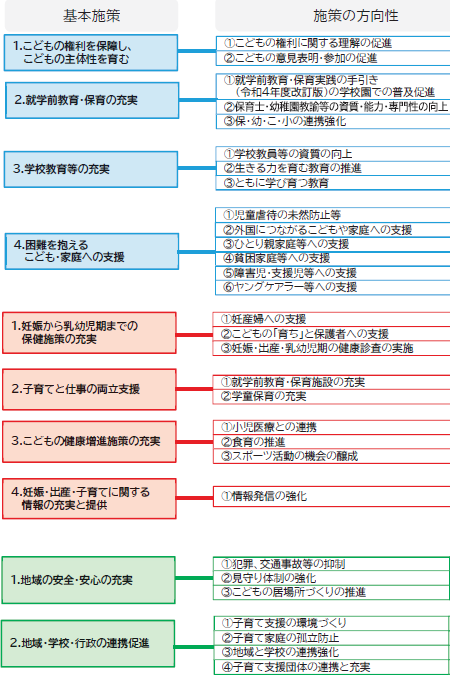 基本施策
施策の方向性
1.こどもの権利を保障し、
こどもの主体性を育む
①こどもの権利に関する理解の促進
②こどもの意見表明・参加の促進
2.就学前教育・保育の充実
①就学前教育・保育実践の手引き
(令和4年度改訂版)の学校園での普及促進
②保育士・幼稚園教諭等の資質・能力・専門性の向上
③保・幼・こ・小の連携強化
3.学校教育等の充実
①学校教員等の資質の向上
②生きる力を育む教育の推進
③ともに学び育つ教育
4.困難を抱える
こども・家庭への支援
①児童虐待の未然防止等
②外国につながるこどもや家庭への支援
③ひとり親家庭等への支援
④貧困家庭等への支援
⑤障害児・支援児等への支援
⑥ヤングケアラー等への支援
1.妊娠から乳幼児期までの
保健施策の充実
①妊産婦への支援
②こどもの「育ち」と保護者への支援
③妊娠・出産・乳幼児期の健康診査の実施
2.子育てと仕事の両立支援
①就学前教育・保育施設の充実
②学童保育の充実
3.こどもの健康増進施策の充実
①小児医療との連携
②食育の推進
③スポーツ活動の機会の醸成
4.妊娠・出産・子育てに関する
情報の充実と提供
①情報発信の強化
1.地域の安全・安心の充実
①犯罪、交通事故等の抑制
②見守り体制の強化
③こどもの居場所づくりの推進
2.地域・学校・行政の連携促進
①子育て支援の環境づくり
②子育て家庭の孤立防止
③地域と学校の連携強化
④子育て支援団体の連携と充実